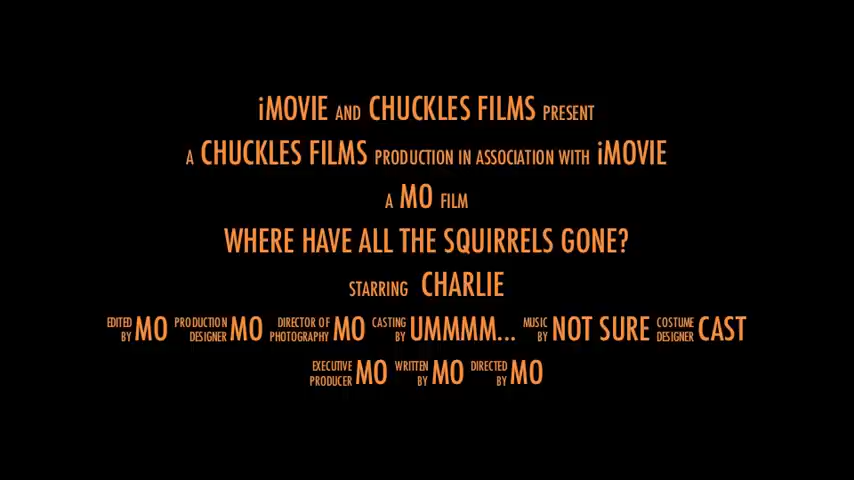 iMOVIE AND CHUCKLES FILMS PRESENT
A CHUCKLES FILMS PRODUCTION IN ASSOCIATION WITH iMOVIE
A MO FILM
WHERE HAVE ALL THE SQUIRRELS GONE?
STARRING CHARLIE
EDITED BY MO PRODUCTION DESIGNER MO DIRECTOR OF PHOTOGRAPHY MO CASTING BY UMMMM... MUSIC BY NOT SURE COSTUME DESIGNER CAST
EXECUTIVE PRODUCER MO WRITTEN BY MO DIRECTED BY MO